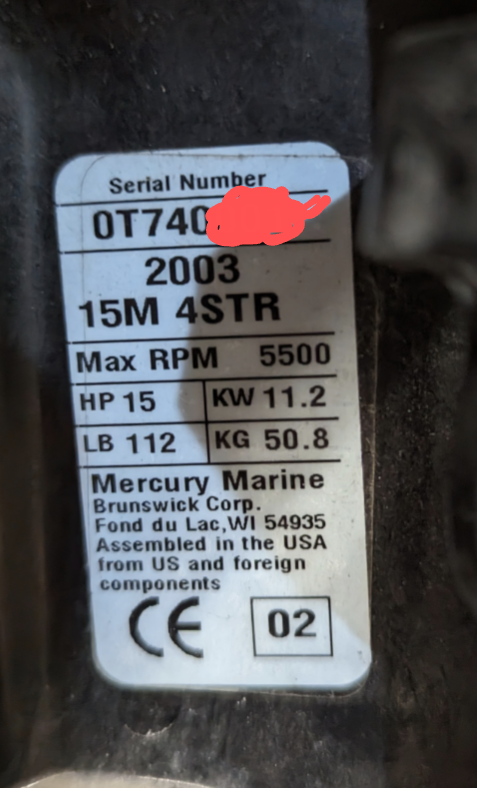 Serial Number
0T740
2003
15M 4STR
Max RPM 5500
HP 15 KW 11.2
LB 112 KG 50.8
Mercury Marine
Brunswick Corp.
Fond du Lac,WI 54935
Assembled in the USA
from US and foreign
components
CE 02